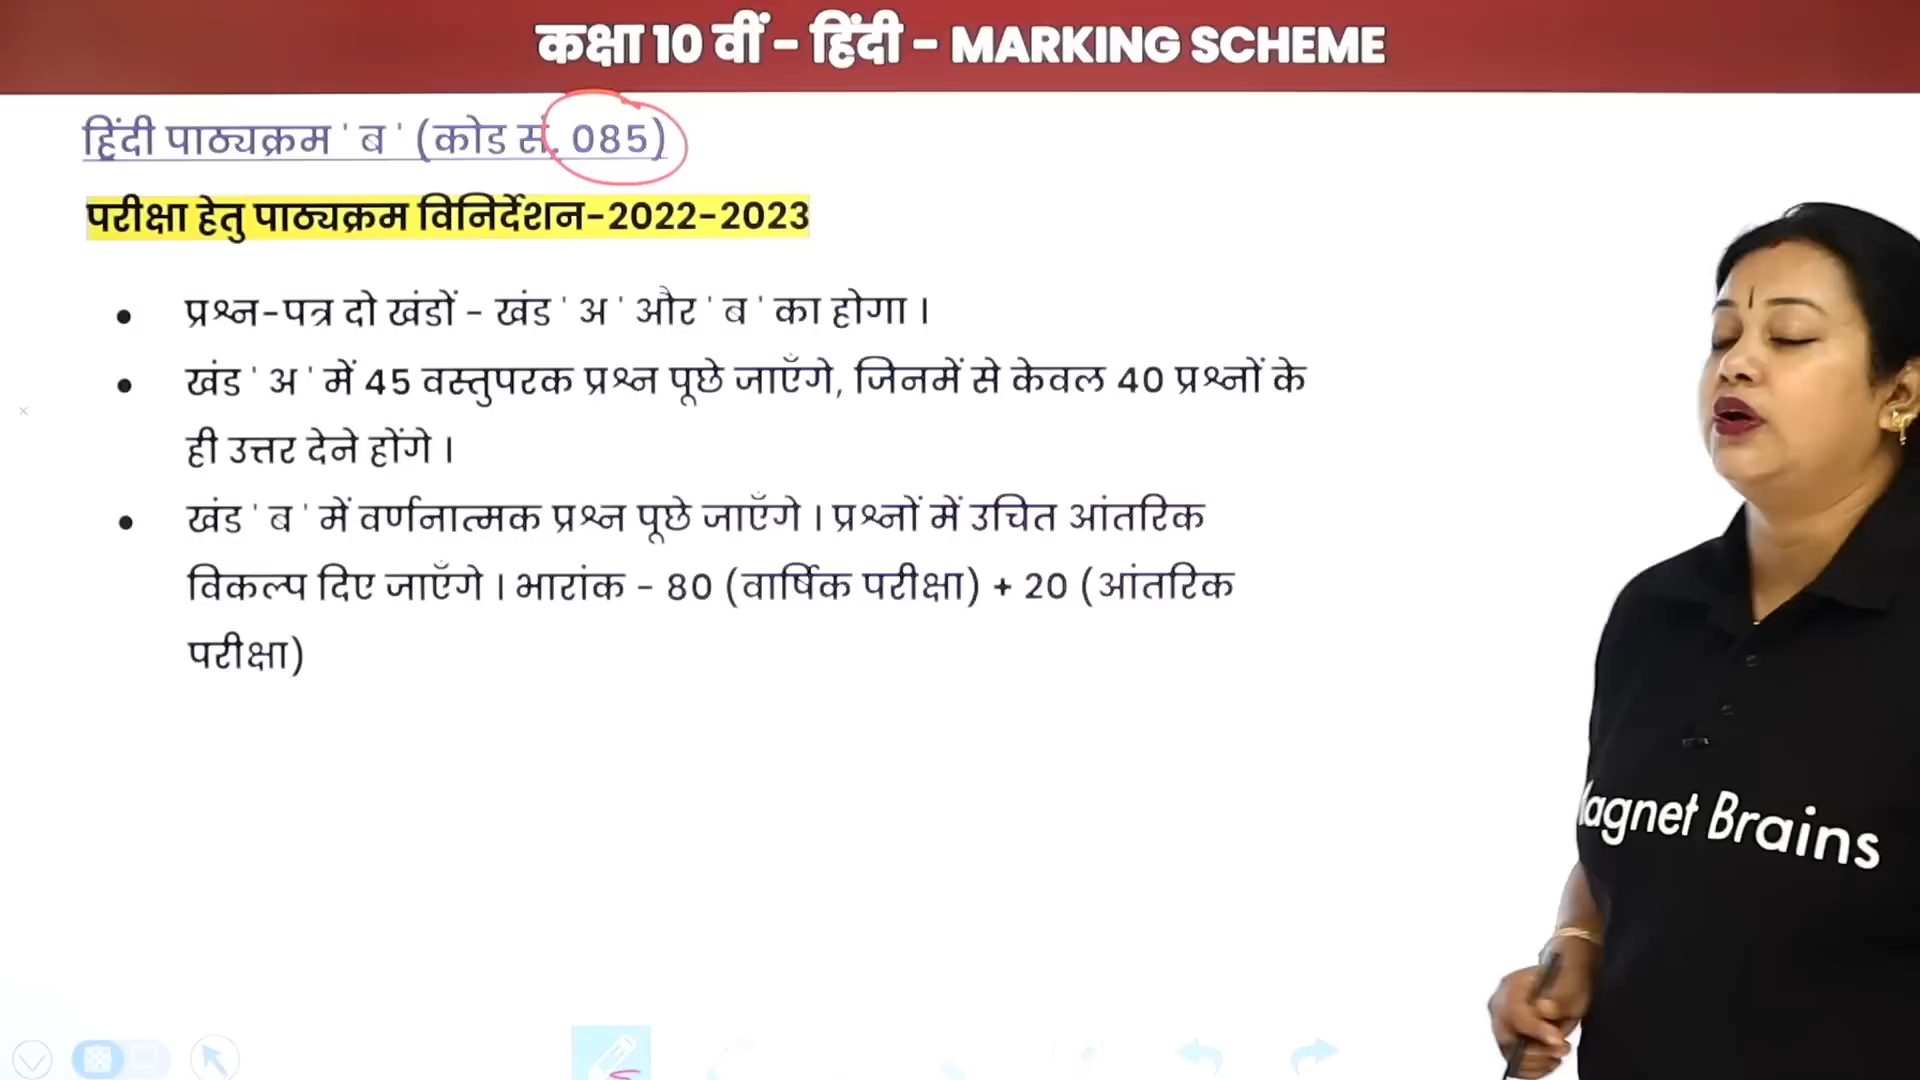 कक्षा 10 वीं - हिंदी - MARKING SCHEME
हिंदी पाठ्यक्रम ' ब ' (कोड सं. 085)
परीक्षा हेतु पाठ्यक्रम विनिर्देशन-2022-2023
• प्रश्न-पत्र दो खंडों - खंड ' अ ' और ' ब ' का होगा ।
• खंड ' अ ' में 45 वस्तुपरक प्रश्न पूछे जाएँगे, जिनमें से केवल 40 प्रश्नों के
ही उत्तर देने होंगे ।
• खंड ' ब ' में वर्णनात्मक प्रश्न पूछे जाएँगे । प्रश्नों में उचित आंतरिक
विकल्प दिए जाएँगे । भारांक - 80 (वार्षिक परीक्षा) + 20 (आंतरिक
परीक्षा)
Magnet Brains